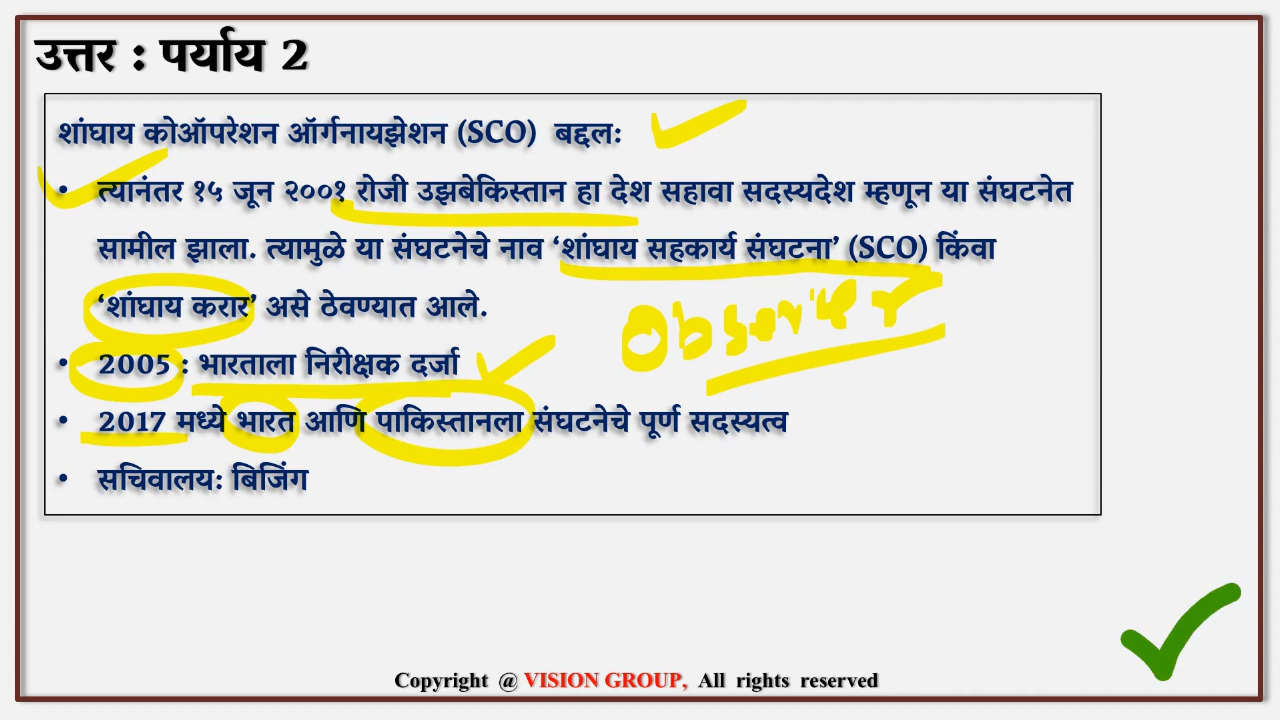 उत्तर : पर्याय 2
शांघाय कोऑपरेशन ऑर्गनायझेशन (SCO) बद्दल:
• त्यानंतर १५ जून २००१ रोजी उझबेकिस्तान हा देश सहावा सदस्यदेश म्हणून या संघटनेत
सामील झाला. त्यामुळे या संघटनेचे नाव ‘शांघाय सहकार्य संघटना’ (SCO) किंवा
‘शांघाय करार’ असे ठेवण्यात आले.
Observer
• 2005 : भारताला निरीक्षक दर्जा
• 2017 मध्ये भारत आणि पाकिस्तानला संघटनेचे पूर्ण सदस्यत्व
• सचिवालय: बिजिंग
Copyright @ VISION GROUP, All rights reserved